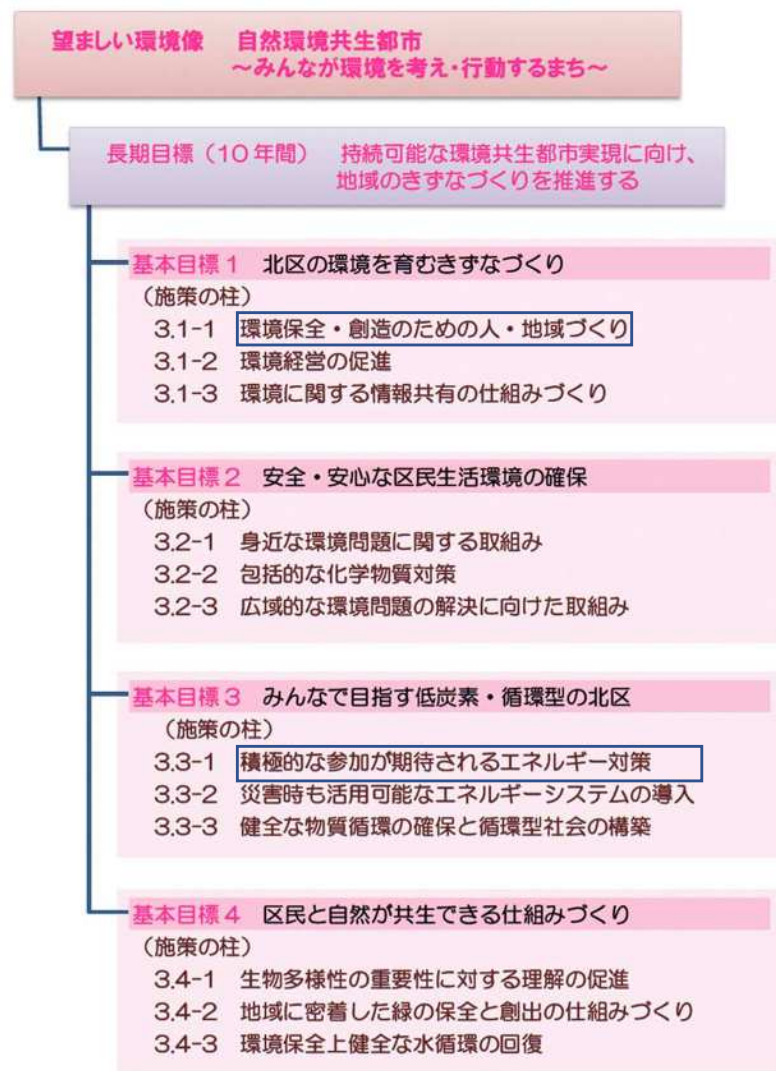 望ましい環境像 自然環境共生都市
～みんなが環境を考え・行動するまち～
長期目標（10年間） 持続可能な環境共生都市実現に向け、
地域のきずなづくりを推進する
基本目標1 北区の環境を育むきずなづくり
（施策の柱）
3.1-1 環境保全・創造のための人・地域づくり
3.1-2 環境経営の促進
3.1-3 環境に関する情報共有の仕組みづくり
基本目標2 安全・安心な区民生活環境の確保
（施策の柱）
3.2-1 身近な環境問題に関する取組み
3.2-2 包括的な化学物質対策
3.2-3 広域的な環境問題の解決に向けた取組み
基本目標3 みんなで目指す低炭素・循環型の北区
（施策の柱）
3.3-1 積極的な参加が期待されるエネルギー対策
3.3-2 災害時も活用可能なエネルギーシステムの導入
3.3-3 健全な物質循環の確保と循環型社会の構築
基本目標4 区民と自然が共生できる仕組みづくり
（施策の柱）
3.4-1 生物多様性の重要性に対する理解の促進
3.4-2 地域に密着した緑の保全と創出の仕組みづくり
3.4-3 環境保全上健全な水循環の回復